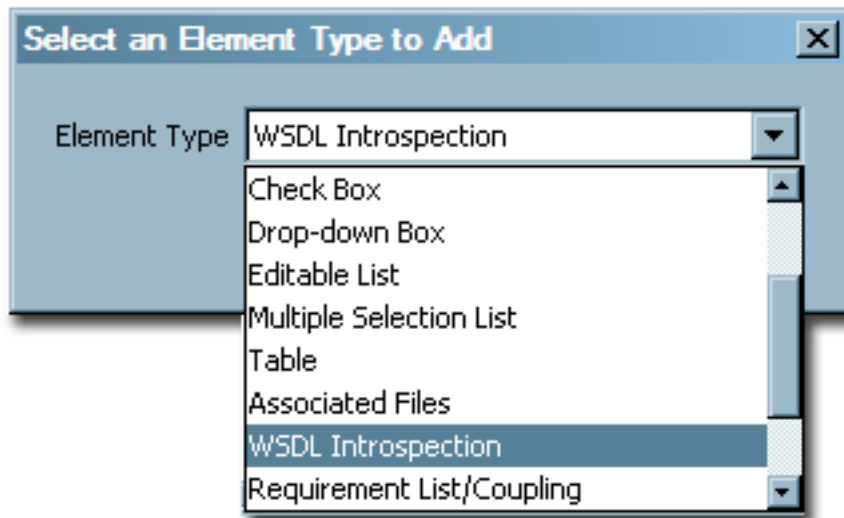 Select an Element Type to Add
Element Type WSDL Introspection
Check Box
Drop-down Box
Editable List
Multiple Selection List
Table
Associated Files
WSDL Introspection
Requirement List/Coupling